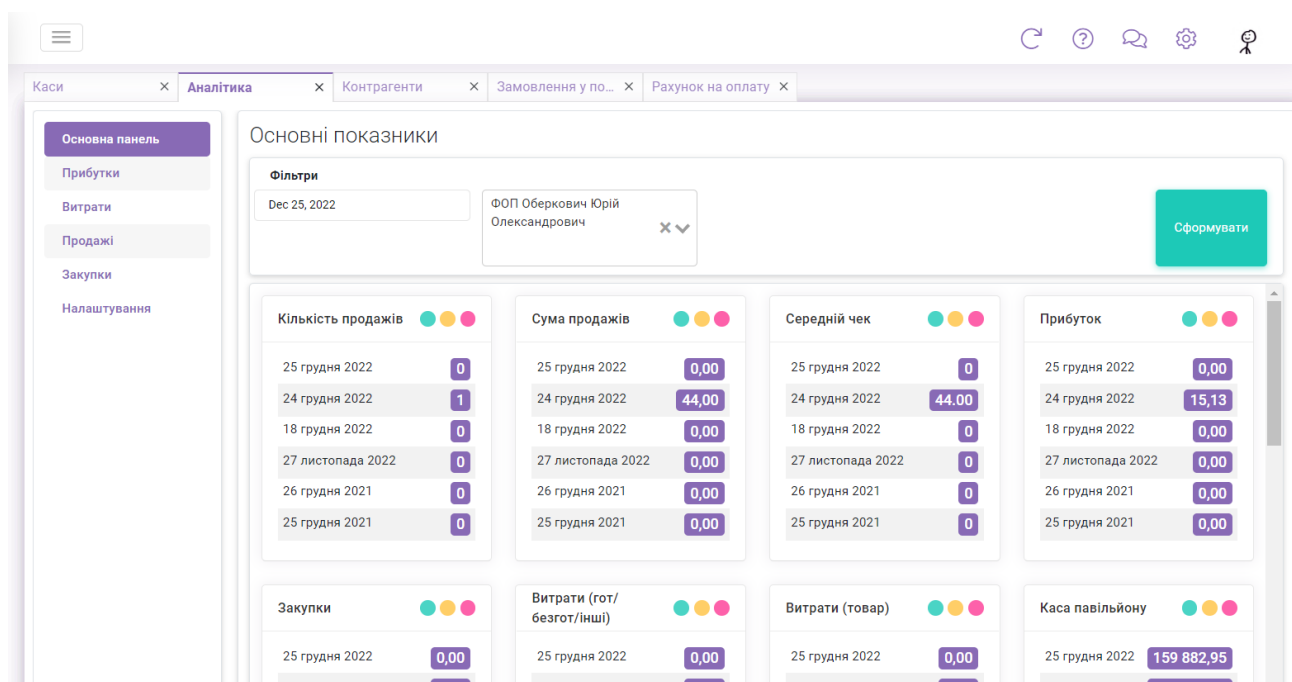 Каси × Аналітика × Контрагенти × Замовлення у по... × Рахунок на оплату ×
Основна панель
Прибутки
Витрати
Продажі
Закупки
Налаштування
Основні показники
Фільтри
Dec 25, 2022
ФОП Оберкович Юрій
Олександрович
Сформувати
Кількість продажів
25 грудня 2022 0
24 грудня 2022 1
18 грудня 2022 0
27 листопада 2022 0
26 грудня 2021 0
25 грудня 2021 0
Сума продажів
25 грудня 2022 0,00
24 грудня 2022 44,00
18 грудня 2022 0,00
27 листопада 2022 0,00
26 грудня 2021 0,00
25 грудня 2021 0,00
Середній чек
25 грудня 2022 0
24 грудня 2022 44.00
18 грудня 2022 0
27 листопада 2022 0
26 грудня 2021 0
25 грудня 2021 0
Прибуток
25 грудня 2022 0,00
24 грудня 2022 15,13
18 грудня 2022 0,00
27 листопада 2022 0,00
26 грудня 2021 0,00
25 грудня 2021 0,00
Закупки
25 грудня 2022 0,00
Витрати (гот/
безгот/інші)
25 грудня 2022 0,00
Витрати (товар)
25 грудня 2022 0,00
Каса павільйону
25 грудня 2022 159 882,95